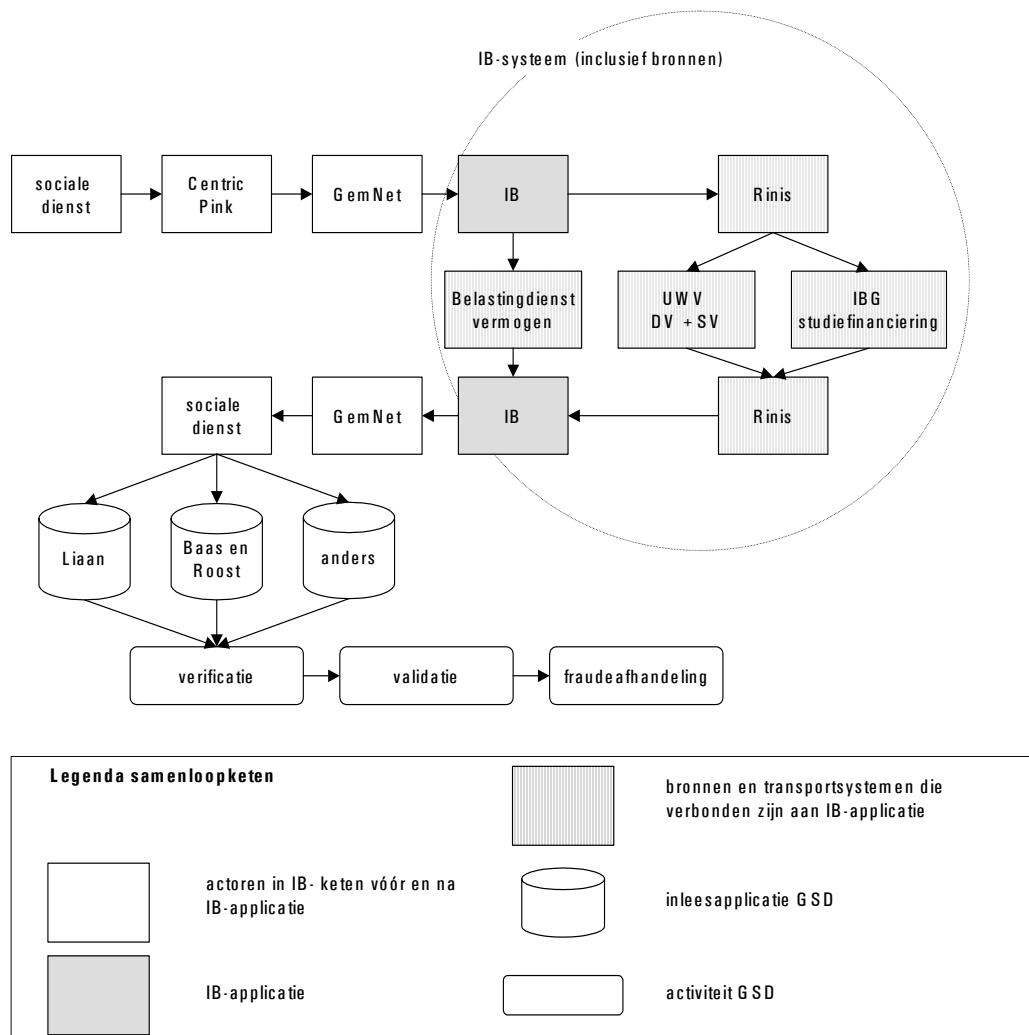 IB-systeem (inclusief bronnen)
sociale
dienst
Centric
Pink
GemNet
IB
Rinis
Belastingdienst
vermogen
UWV
DV + SV
IBG
studiefinanciering
sociale
dienst
GemNet
IB
Rinis
Liaan
Baas en
Roost
anders
verificatie
validatie
fraudeafhandeling
Legenda samenloopketen
bronnen en transportsystemen die
verbonden zijn aan IB-applicatie
actoren in IB- keten vóór en na
IB-applicatie
inleesapplicatie GSD
IB-applicatie
activiteit GSD